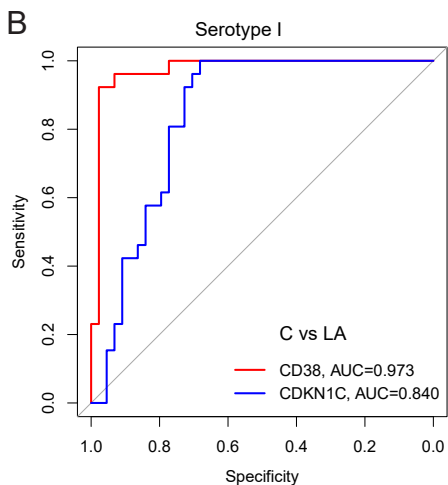 B
Serotype I
1.0
0.8
0.6
0.4
0.2
0.0
Sensitivity
C vs LA
CD38, AUC=0.973
CDKN1C, AUC=0.840
1.0 0.8 0.6 0.4 0.2 0.0
Specificity